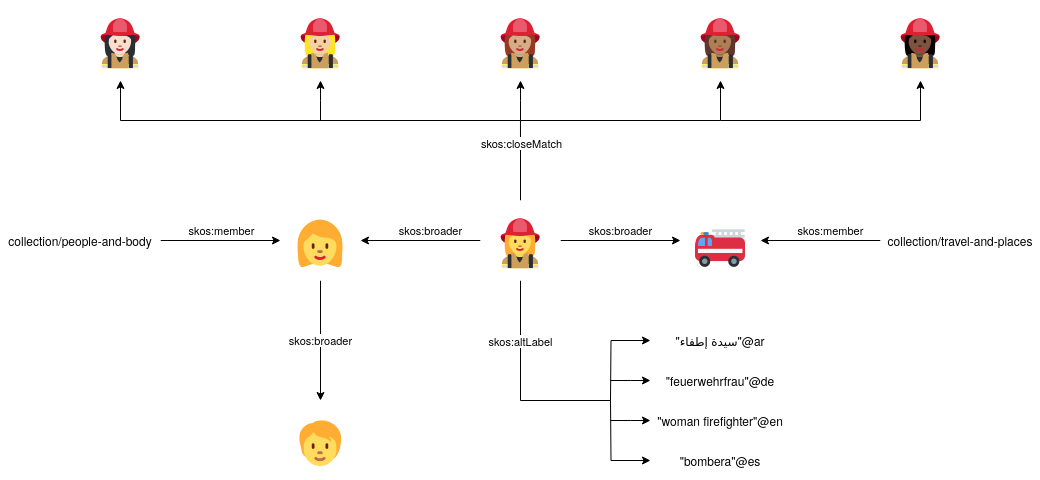 skos:closeMatch
collection/people-and-body
skos:member
skos:broader
skos:broader
skos:member
collection/travel-and-places
skos:broader
skos:altLabel
"سيدة إطفاء"@ar
"feuerwehrfrau"@de
"woman firefighter"@en
"bombera"@es